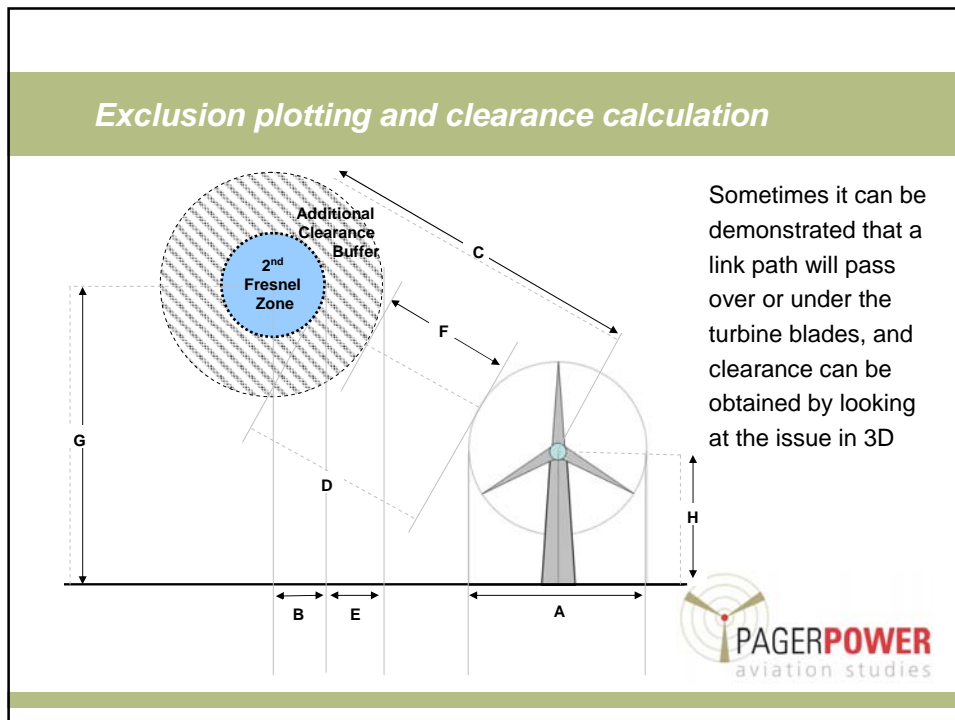 Exclusion plotting and clearance calculation
Additional
Clearance
Buffer
2nd
Fresnel
Zone
C
F
G
D
H
B
E
A
Sometimes it can be
demonstrated that a
link path will pass
over or under the
turbine blades, and
clearance can be
obtained by looking
at the issue in 3D
PAGERPOWER
aviation studies